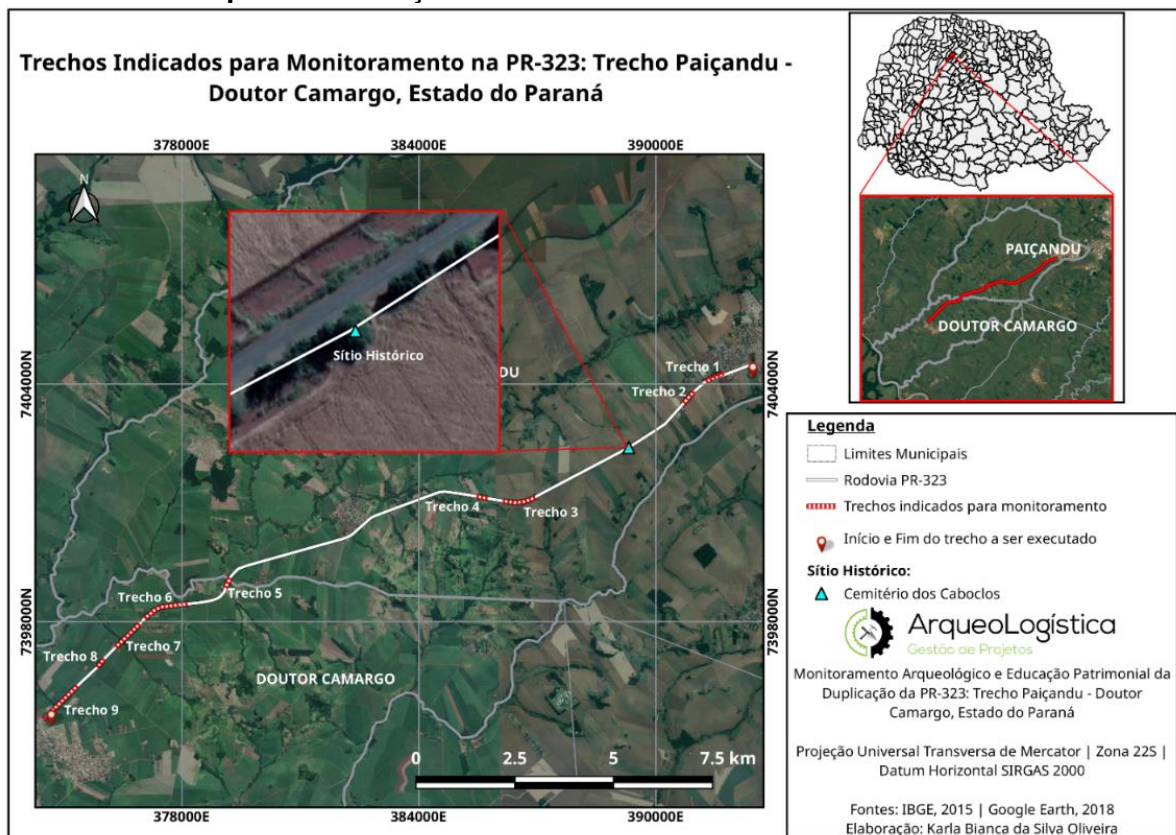 Trechos Indicados para Monitoramento na PR-323: Trecho Paiçandu -
Doutor Camargo, Estado do Paraná
378000E
384000E
390000E
N
7404000N
7404000N
7398000N
7398000N
Sítio Histórico
DU
Trecho 1
Trecho 2
Trecho 4
Trecho 3
Trecho 6
Trecho 5
Trecho 7
Trecho 8
Trecho 9
DOUTOR CAMARGO
0 2.5 5 7.5 km
378000E
384000E
390000E
PAIÇANDU
DOUTOR CAMARGO
Legenda
Limites Municipais
Rodovia PR-323
Trechos indicados para monitoramento
Início e Fim do trecho a ser executado
Sítio Histórico:
Cemitério dos Caboclos
ArqueoLogística
Gestão de Projetos
Monitoramento Arqueológico e Educação Patrimonial da
Duplicação da PR-323: Trecho Paiçandu - Doutor
Camargo, Estado do Paraná
Projeção Universal Transversa de Mercator | Zona 22S |
Datum Horizontal SIRGAS 2000
Fontes: IBGE, 2015 | Google Earth, 2018
Elaboração: Karla Bianca da Silva Oliveira